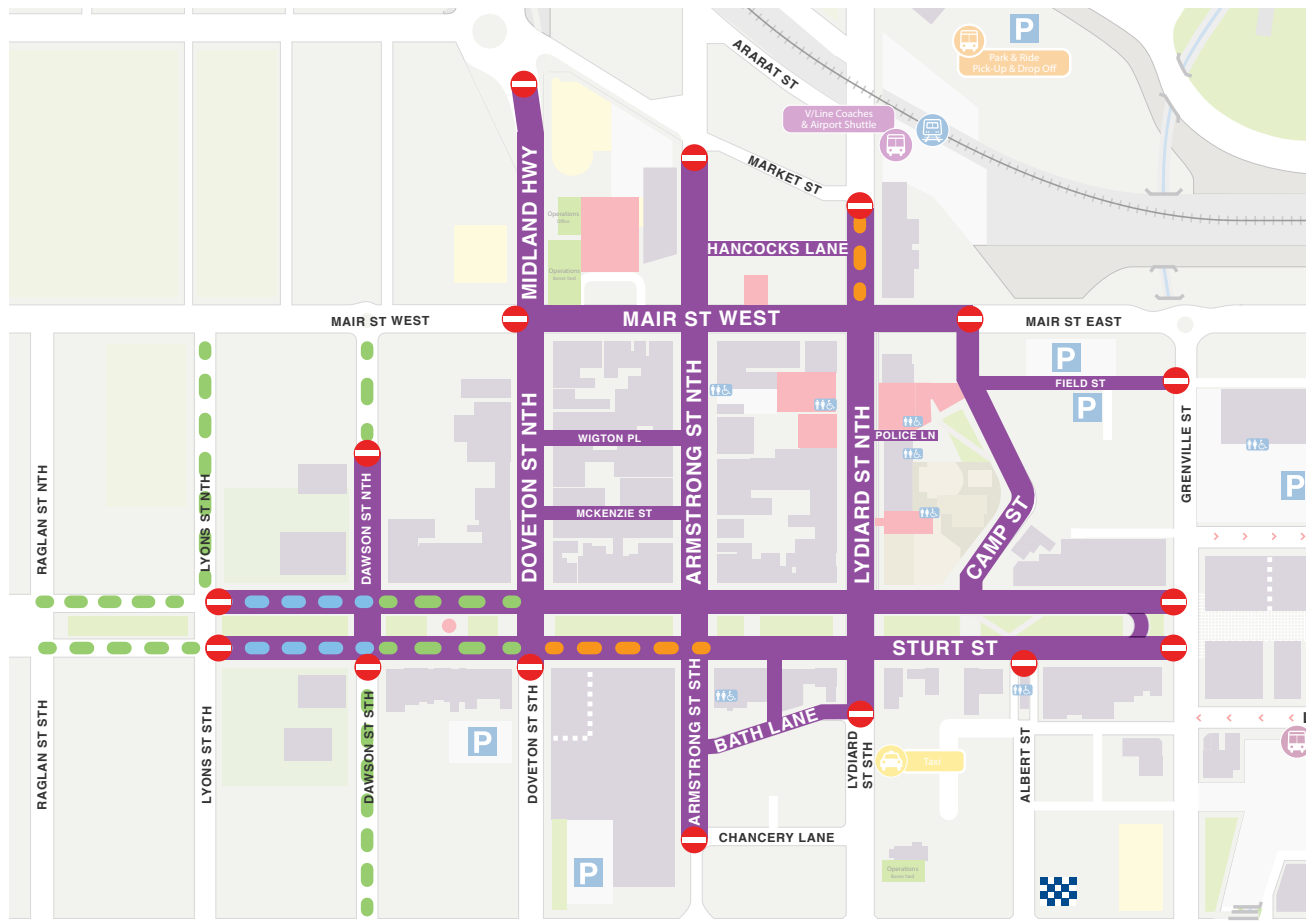 P
Park & Ride
Pick-Up & Drop Off
ARARAT ST
V/Line Coaches
& Airport Shuttle
MARKET ST
MIDLAND HWY
Operations
Office
HANCOCKS LANE
Operations
MAIR ST WEST
MAIR ST WEST
MAIR ST EAST
P
FIELD ST
P
DOVETON ST NTH
ARMSTRONG ST NTH
LYDIARD ST NTH
WIGTON PL
POLICE LN
GRENVILLE ST
RAGLAN ST NTH
LYONS ST NTH
DAWSON ST NTH
P
MCKENZIE ST
CAMP ST
STURT ST
RAGLAN ST STH
LYONS ST STH
DAWSON ST STH
P
DOVETON ST STH
ARMSTRONG ST STH
BATH LANE
LYDIARD
ST STH
Taxi
ALBERT ST
CHANCERY LANE
P
Operations